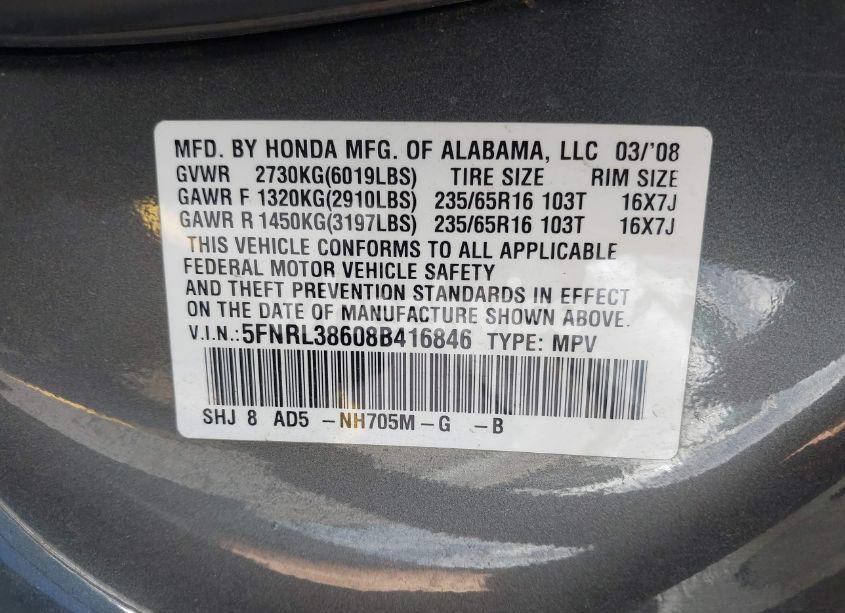 MFD. BY HONDA MFG. OF ALABAMA, LLC 03/'08
GVWR 2730KG(6019LBS) TIRE SIZE RIM SIZE
GAWR F 1320KG(2910LBS) 235/65R16 103T 16X7J
GAWR R 1450KG(3197LBS) 235/65R16 103T 16X7J
THIS VEHICLE CONFORMS TO ALL APPLICABLE
FEDERAL MOTOR VEHICLE SAFETY
AND THEFT PREVENTION STANDARDS IN EFFECT
ON THE DATE OF MANUFACTURE SHOWN ABOVE.
V.I.N.:5FNRL38608B416846 TYPE: MPV
SHJ 8 AD5 -NH705M-G -B